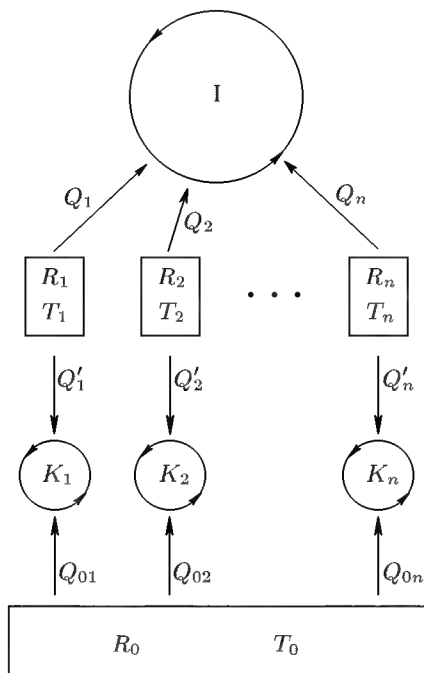 I
Q₁ Q₂ Qₙ
R₁ R₂ Rₙ
T₁ T₂ · · · Tₙ
Q′₁ Q′₂ Q′ₙ
K₁ K₂ Kₙ
Q₀₁ Q₀₂ Q₀ₙ
R₀ T₀